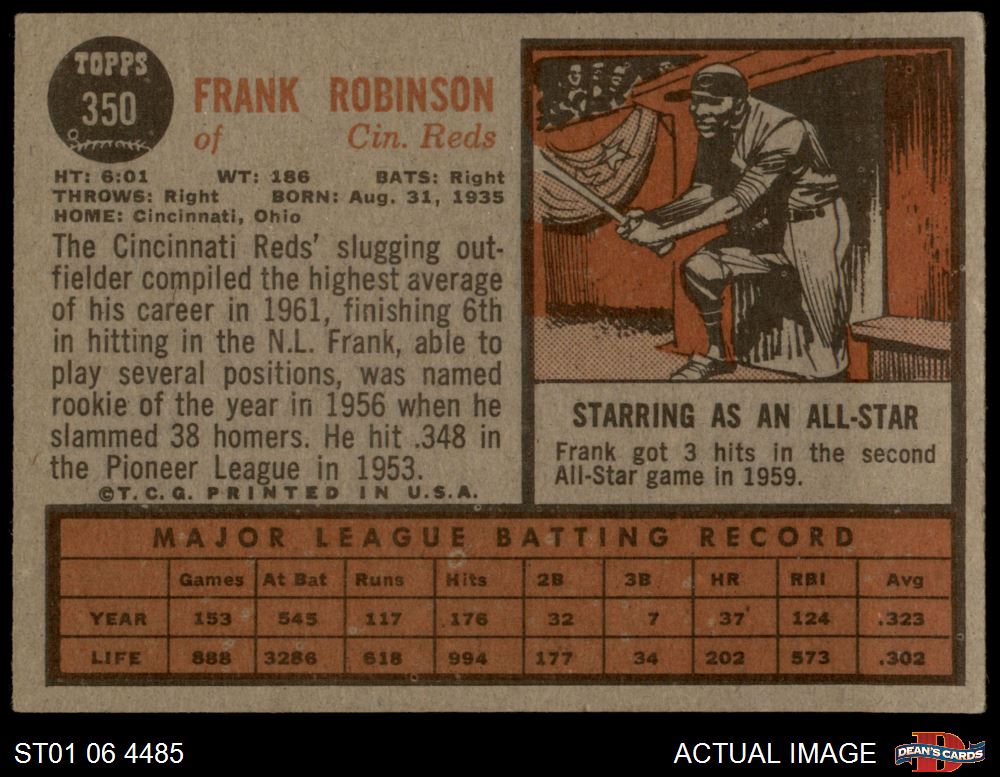 TOPPS
350
FRANK ROBINSON
of Cin. Reds
HT: 6:01 WT: 186 BATS: Right
THROWS: Right BORN: Aug. 31, 1935
HOME: Cincinnati, Ohio
The Cincinnati Reds' slugging out-
fielder compiled the highest average
of his career in 1961, finishing 6th
in hitting in the N.L. Frank, able to
play several positions, was named
rookie of the year in 1956 when he
slammed 38 homers. He hit .348 in
the Pioneer League in 1953.
©T.C.G. PRINTED IN U.S.A.
STARRING AS AN ALL-STAR
Frank got 3 hits in the second
All-Star game in 1959.
MAJOR LEAGUE BATTING RECORD
Games At Bat Runs Hits 2B 3B HR RBI Avg
YEAR 153 545 117 176 32 7 37 124 .323
LIFE 888 3286 618 994 177 34 202 573 .302
ST01 06 4485
ACTUAL IMAGE
D
DEAN'S CARDS